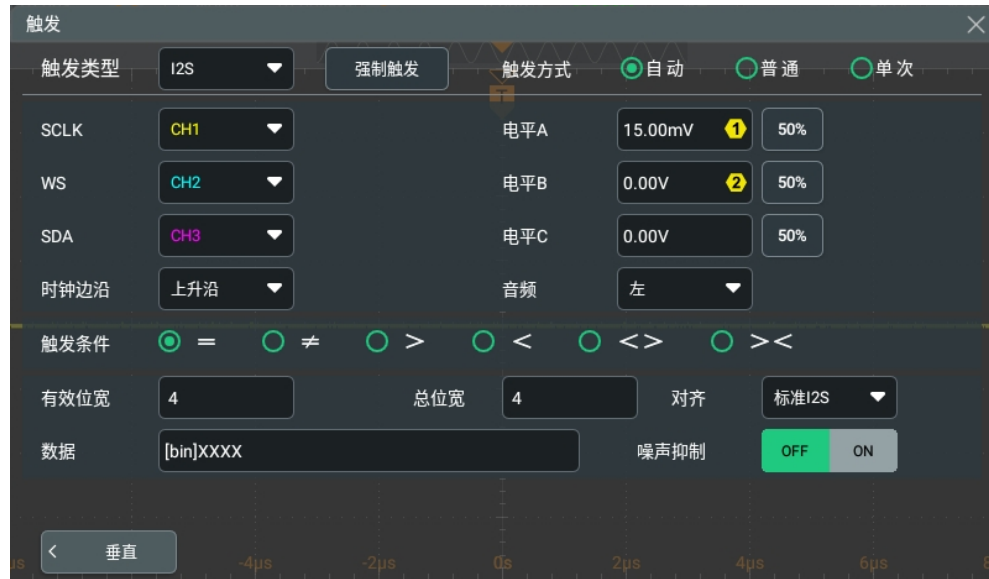 触发
触发类型 I2S 强制触发 触发方式 自动 普通 单次
T
SCLK CH1 电平A 15.00mV 1 50%
WS CH2 电平B 0.00V 2 50%
SDA CH3 电平C 0.00V 50%
时钟边沿 上升沿 音频 左
触发条件 = ≠ > < <> ><
有效位宽 4 总位宽 4 对齐 标准I2S
数据 [bin]XXXX 噪声抑制 OFF ON
< 垂直
-4μs -2μs 0s 2μs 4μs 6μs